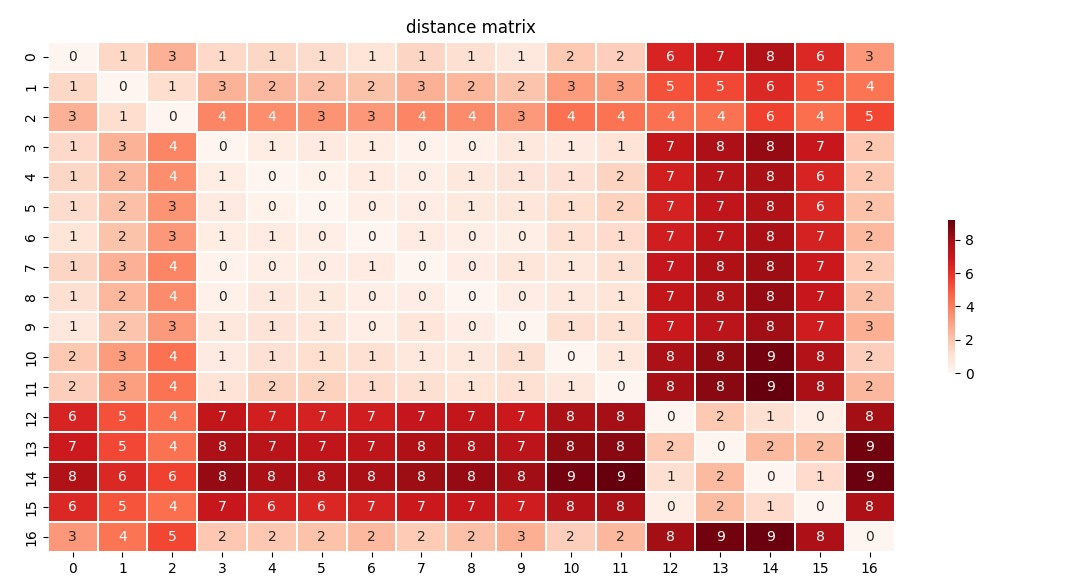 distance matrix
0 0 1 3 1 1 1 1 1 1 1 2 2 6 7 8 6 3
1 1 0 1 3 2 2 2 3 2 2 3 3 5 5 6 5 4
2 3 1 0 4 4 3 3 4 4 3 4 4 4 4 6 4 5
3 1 3 4 0 1 1 1 0 0 1 1 1 7 8 8 7 2
4 1 2 4 1 0 0 1 0 1 1 1 2 7 7 8 6 2
5 1 2 3 1 0 0 0 0 1 1 1 2 7 7 8 6 2
6 1 2 3 1 1 0 0 1 0 0 1 1 7 7 8 7 2
7 1 3 4 0 0 0 1 0 0 1 1 1 7 8 8 7 2
8 1 2 4 0 1 1 0 0 0 0 1 1 7 8 8 7 2
9 1 2 3 1 1 1 0 1 0 0 1 1 7 7 8 7 3
10 2 3 4 1 1 1 1 1 1 1 0 1 8 8 9 8 2
11 2 3 4 1 2 2 1 1 1 1 1 0 8 8 9 8 2
12 6 5 4 7 7 7 7 7 7 7 8 8 0 2 1 0 8
13 7 5 4 8 7 7 7 8 8 7 8 8 2 0 2 2 9
14 8 6 6 8 8 8 8 8 8 8 9 9 1 2 0 1 9
15 6 5 4 7 6 6 7 7 7 7 8 8 0 2 1 0 8
16 3 4 5 2 2 2 2 2 2 3 2 2 8 9 9 8 0
0 1 2 3 4 5 6 7 8 9 10 11 12 13 14 15 16
8
6
4
2
0